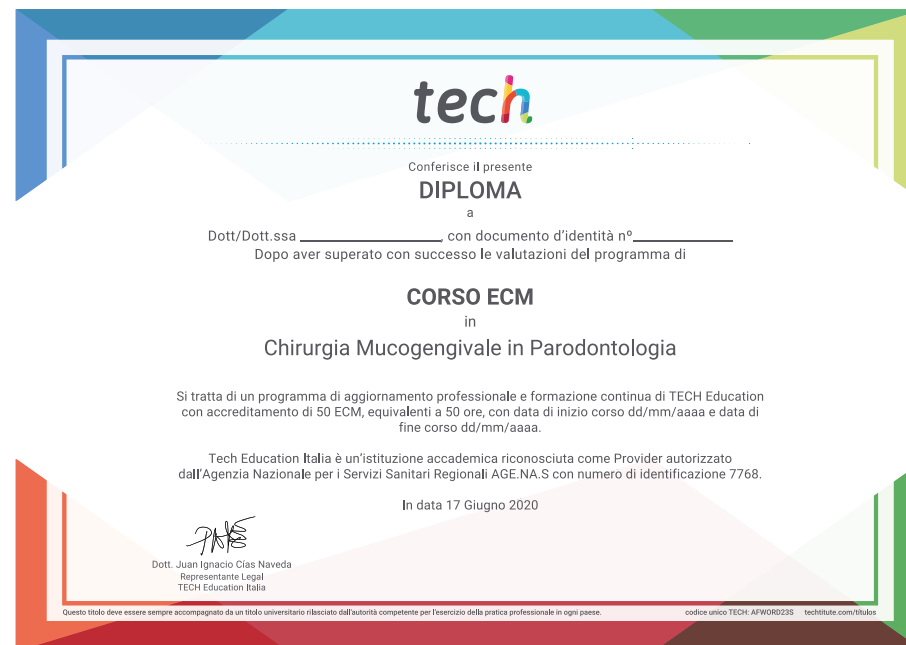 tech
Conferisce il presente
DIPLOMA
a
Dott/Dott.ssa ____________________, con documento d'identità nº______________
Dopo aver superato con successo le valutazioni del programma di
CORSO ECM
in
Chirurgia Mucogengivale in Parodontologia
Si tratta di un programma di aggiornamento professionale e formazione continua di TECH Education
con accreditamento di 50 ECM, equivalenti a 50 ore, con data di inizio corso dd/mm/aaaa e data di
fine corso dd/mm/aaaa.
Tech Education Italia è un'istituzione accademica riconosciuta come Provider autorizzato
dall'Agenzia Nazionale per i Servizi Sanitari Regionali AGE.NA.S con numero di identificazione 7768.
In data 17 Giugno 2020
Dott. Juan Ignacio Cías Naveda
Representante Legal
TECH Education Italia
Questo titolo deve essere sempre accompagnato da un titolo universitario rilasciato dall'autorità competente per l'esercizio della pratica professionale in ogni paese. codice unico TECH: AFWORD23S techtitute.com/títulos